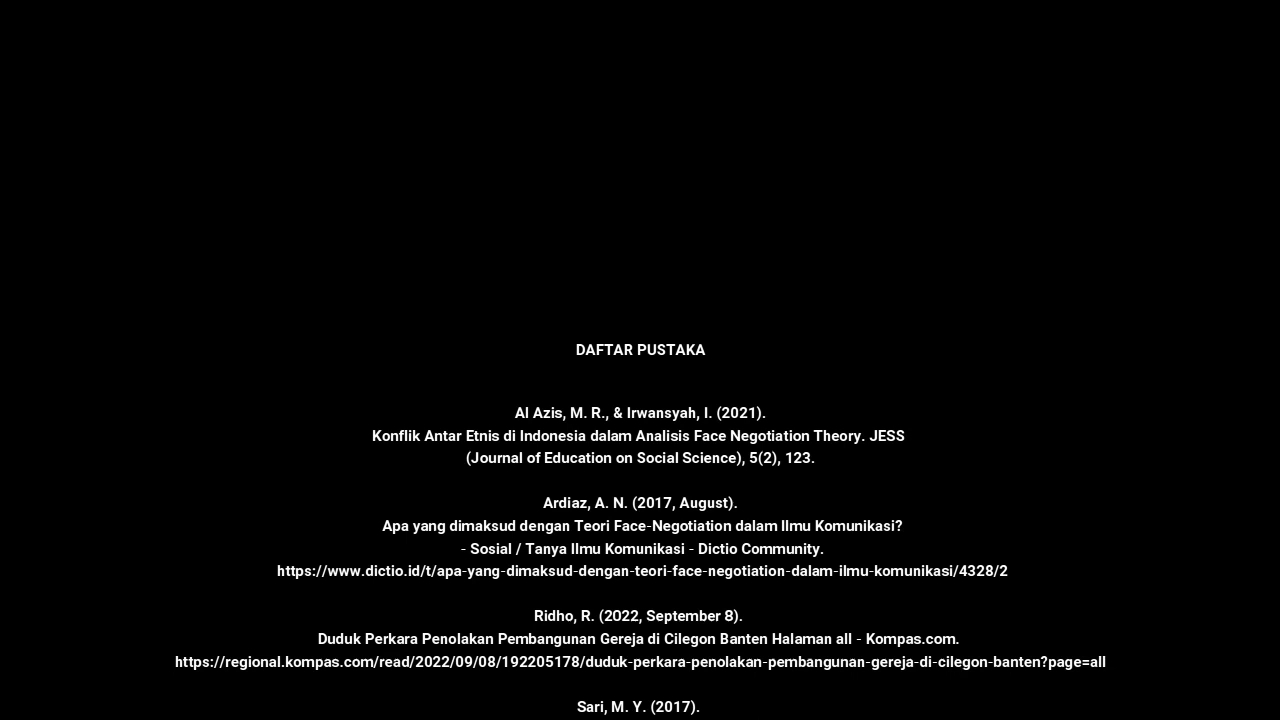 DAFTAR PUSTAKA
Al Azis, M. R., & Irwansyah, I. (2021).
Konflik Antar Etnis di Indonesia dalam Analisis Face Negotiation Theory. JESS
(Journal of Education on Social Science), 5(2), 123.
Ardiaz, A. N. (2017, August).
Apa yang dimaksud dengan Teori Face-Negotiation dalam Ilmu Komunikasi?
- Sosial / Tanya Ilmu Komunikasi - Dictio Community.
https://www.dictio.id/t/apa-yang-dimaksud-dengan-teori-face-negotiation-dalam-ilmu-komunikasi/4328/2
Ridho, R. (2022, September 8).
Duduk Perkara Penolakan Pembangunan Gereja di Cilegon Banten Halaman all - Kompas.com.
https://regional.kompas.com/read/2022/09/08/192205178/duduk-perkara-penolakan-pembangunan-gereja-di-cilegon-banten?page=all
Sari, M. Y. (2017).